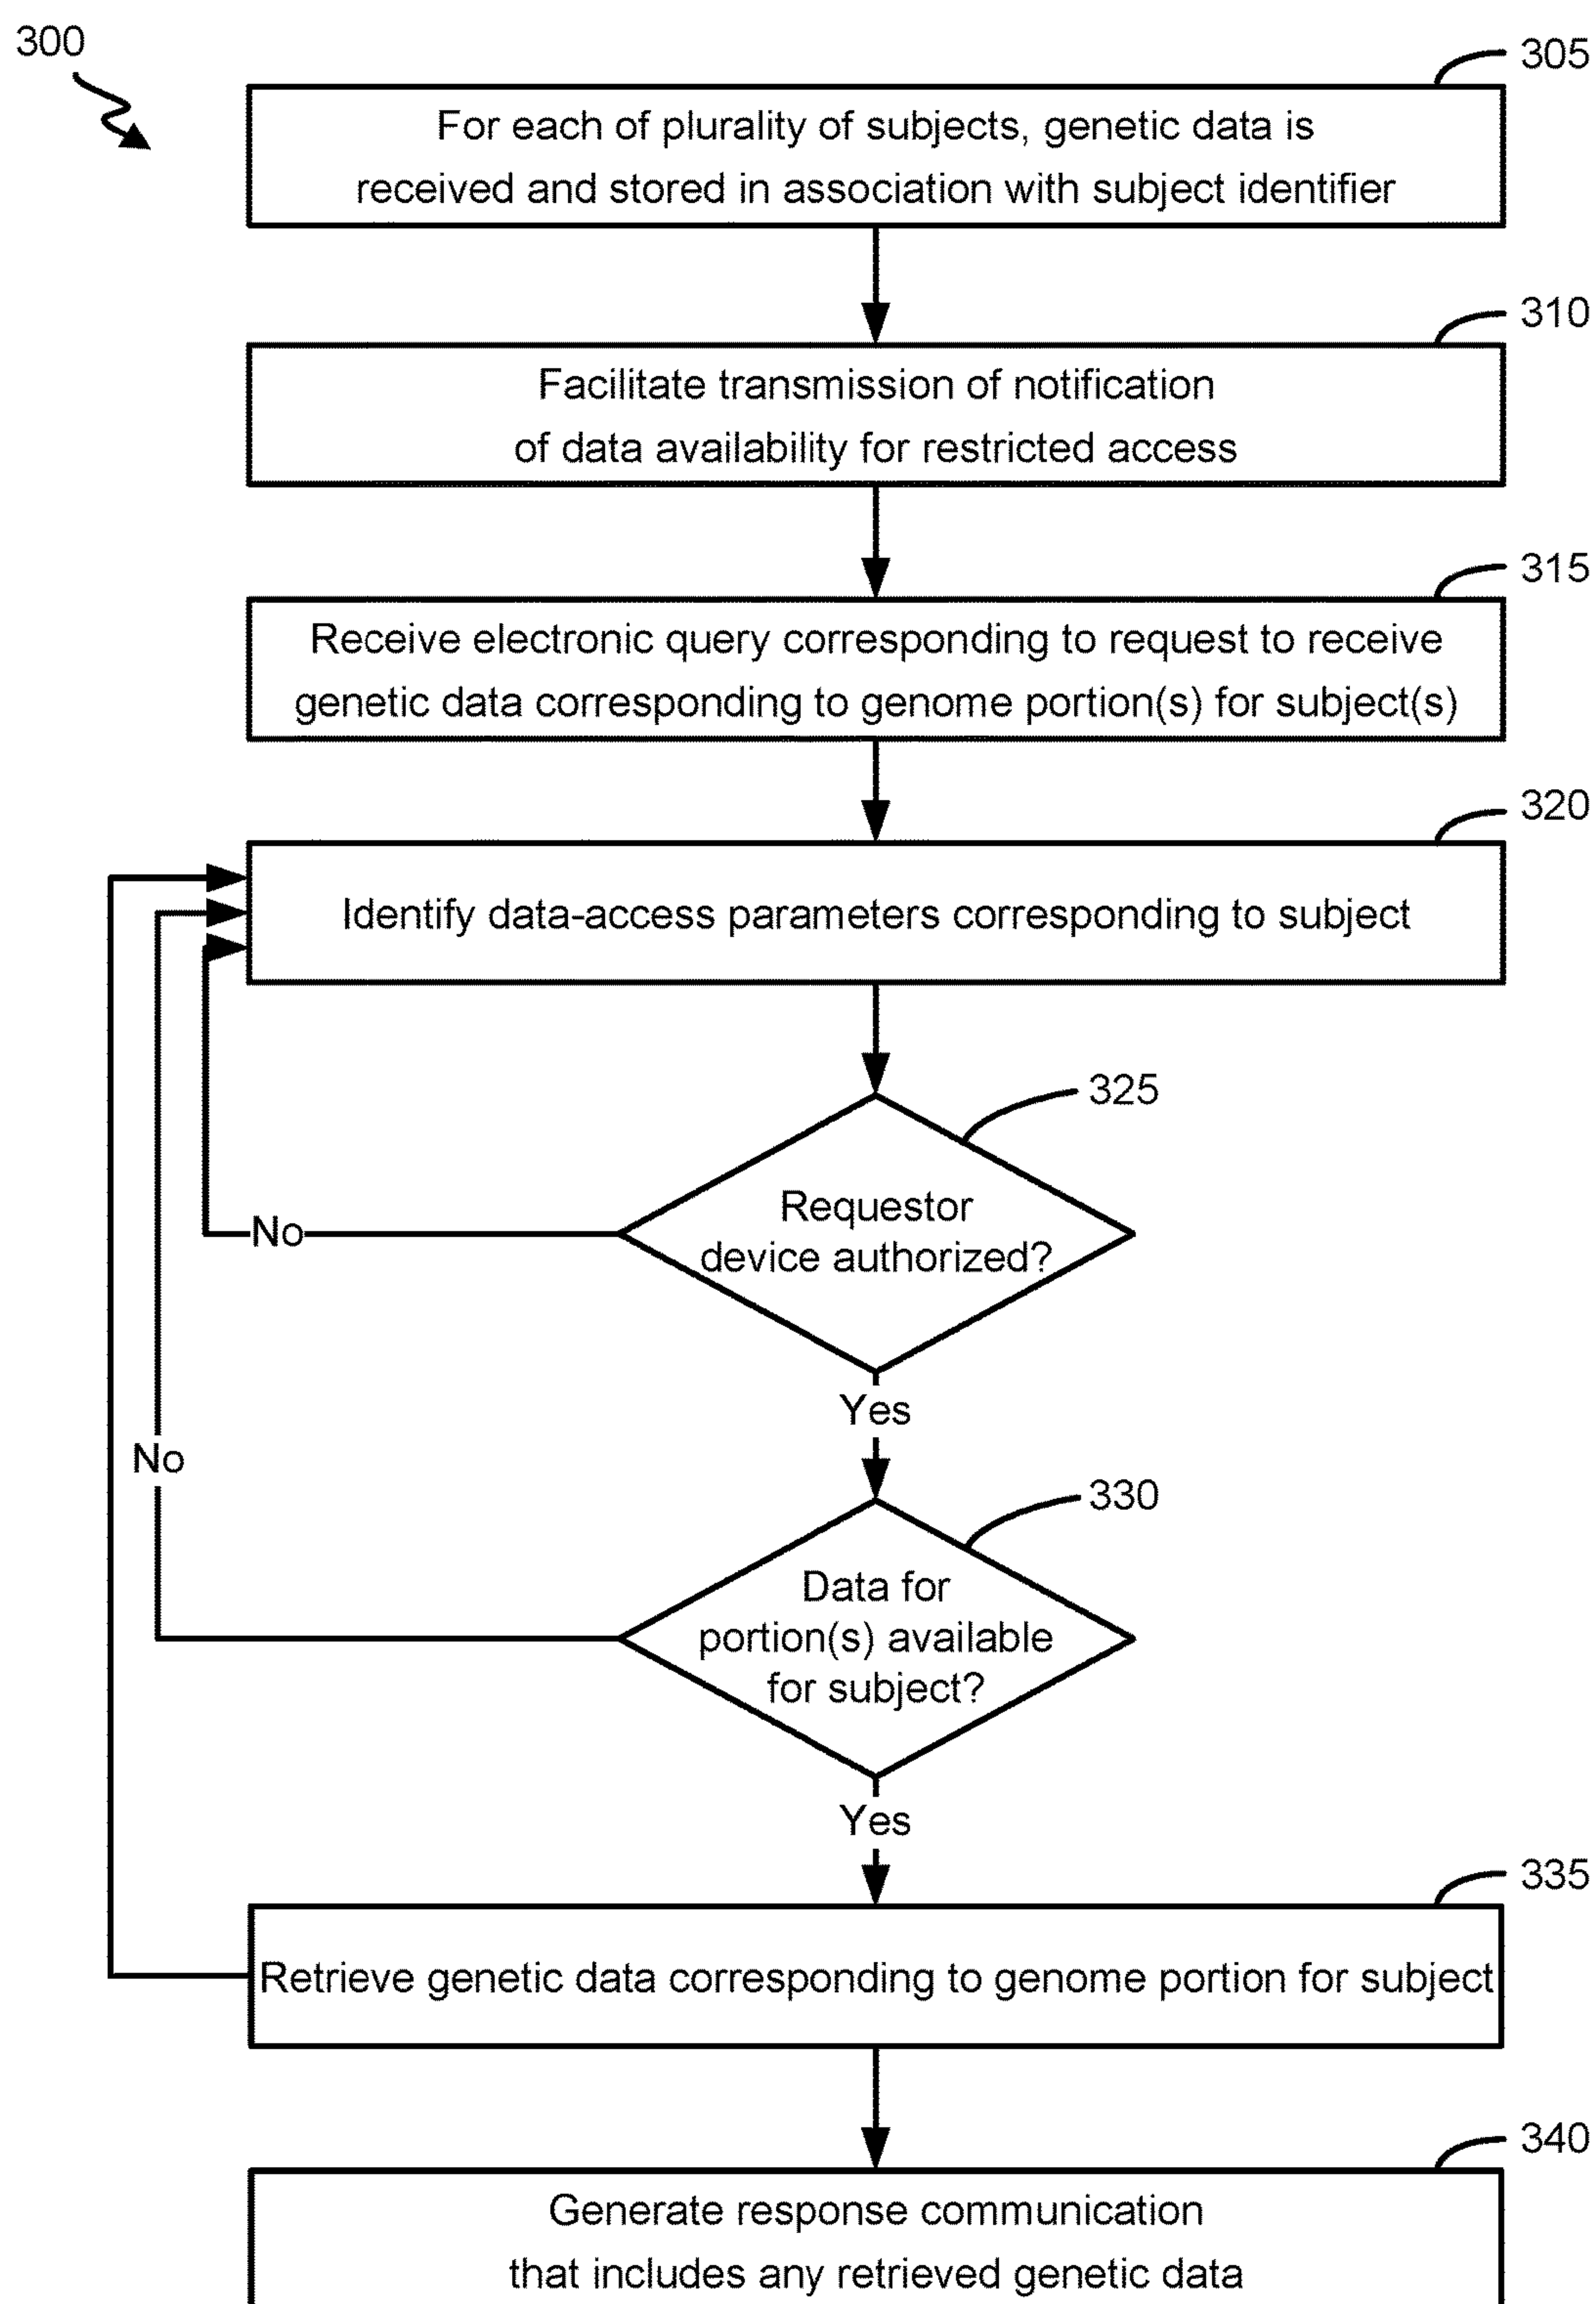 300
305
For each of plurality of subjects, genetic data is
received and stored in association with subject identifier
310
Facilitate transmission of notification
of data availability for restricted access
315
Receive electronic query corresponding to request to receive
genetic data corresponding to genome portion(s) for subject(s)
320
Identify data-access parameters corresponding to subject
325
Requestor
device authorized?
No
Yes
No
330
Data for
portion(s) available
for subject?
Yes
335
Retrieve genetic data corresponding to genome portion for subject
340
Generate response communication
that includes any retrieved genetic data